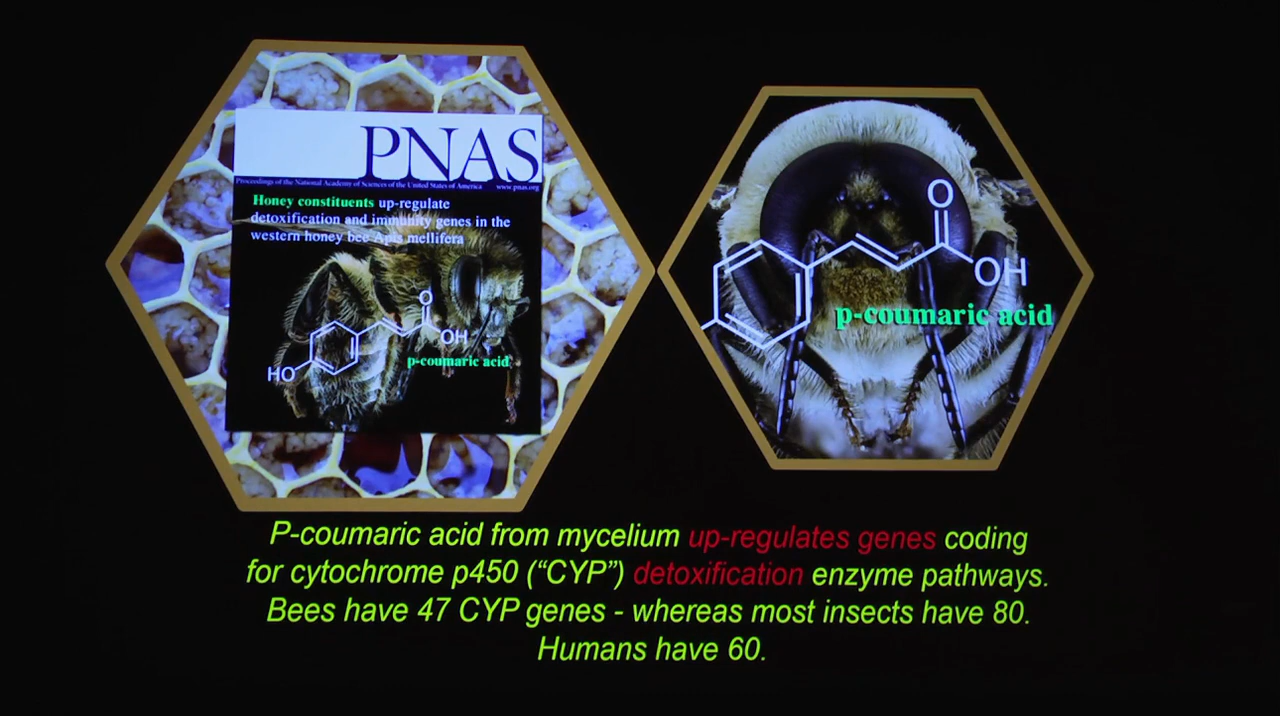 PNAS
Proceedings of the National Academy of Sciences of the United States of America www.pnas.org
Honey constituents up-regulate
detoxification and immunity genes in the
western honey bee Apis mellifera
O
OH
p-coumaric acid
HO
O
OH
p-coumaric acid
P-coumaric acid from mycelium up-regulates genes coding
for cytochrome p450 (“CYP”) detoxification enzyme pathways.
Bees have 47 CYP genes - whereas most insects have 80.
Humans have 60.